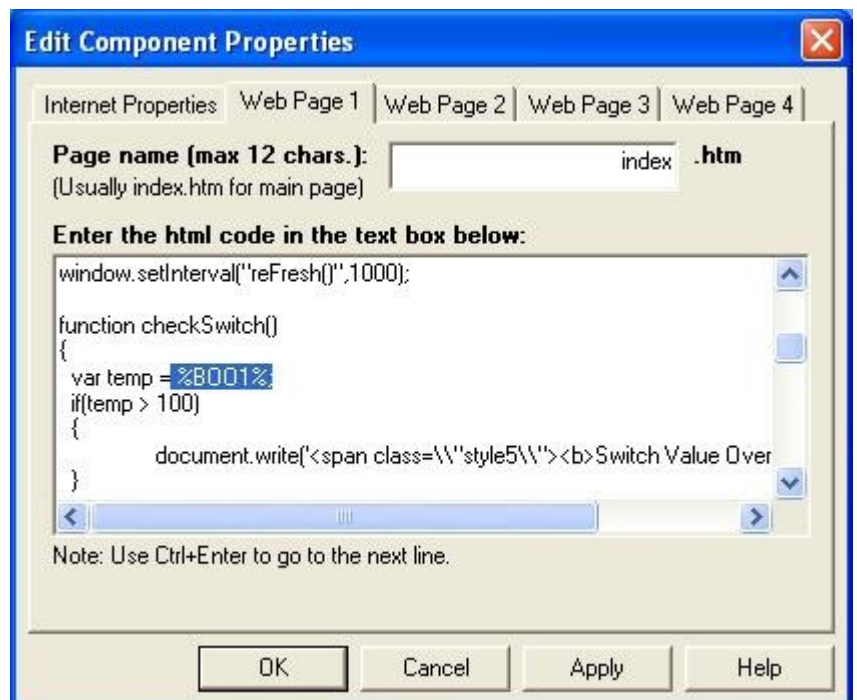 Edit Component Properties
Internet Properties Web Page 1 Web Page 2 Web Page 3 Web Page 4
Page name (max 12 chars.): index .htm
(Usually index.htm for main page)
Enter the html code in the text box below:
window.setInterval("reFresh()",1000);
function checkSwitch()
{
var temp = %BOO1%;
if(temp > 100)
{
document.write('<span class=\\"style5\\"><b>Switch Value Over
}
Note: Use Ctrl+Enter to go to the next line.
OK Cancel Apply Help